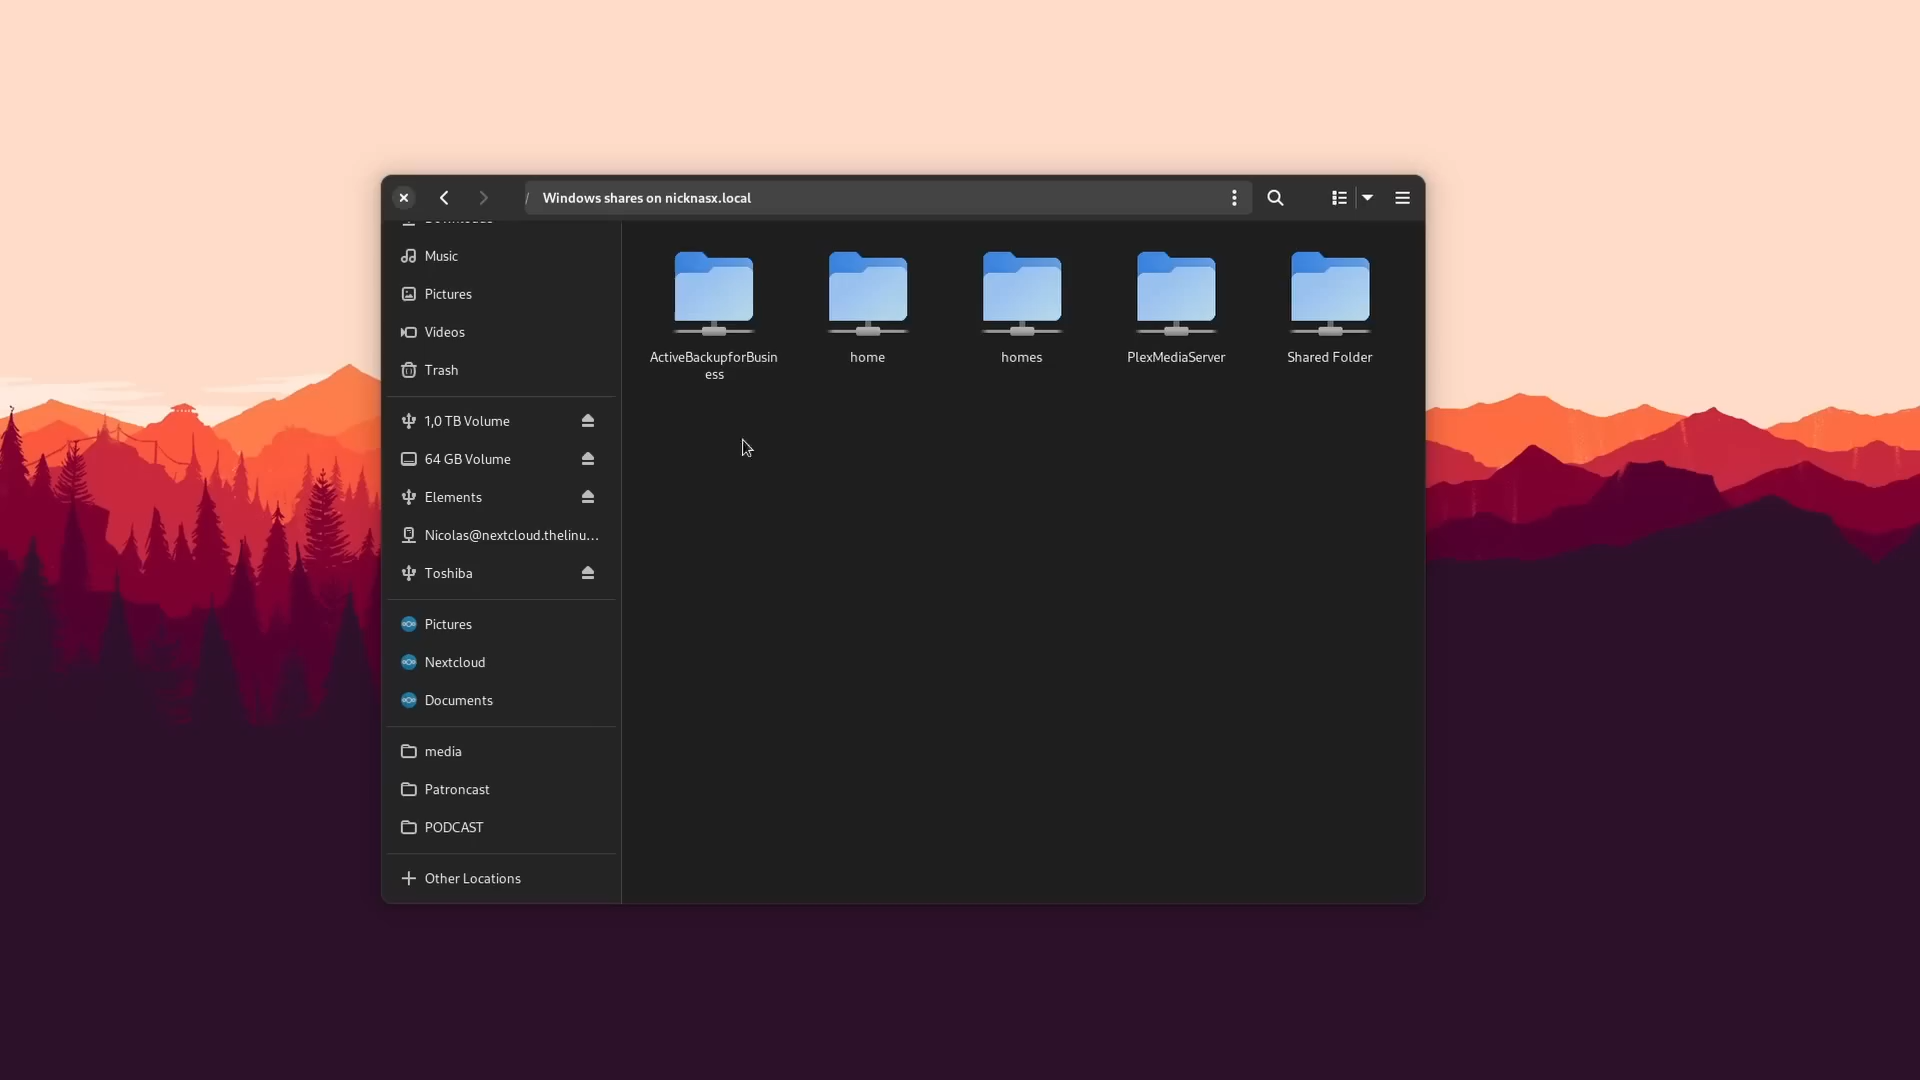 / Windows shares on nicknasx.local
Downloads
Music
Pictures
Videos
Trash
1,0 TB Volume
64 GB Volume
Elements
Nicolas@nextcloud.thelinu...
Toshiba
Pictures
Nextcloud
Documents
media
Patroncast
PODCAST
Other Locations
ActiveBackupforBusin
ess
home
homes
PlexMediaServer
Shared Folder